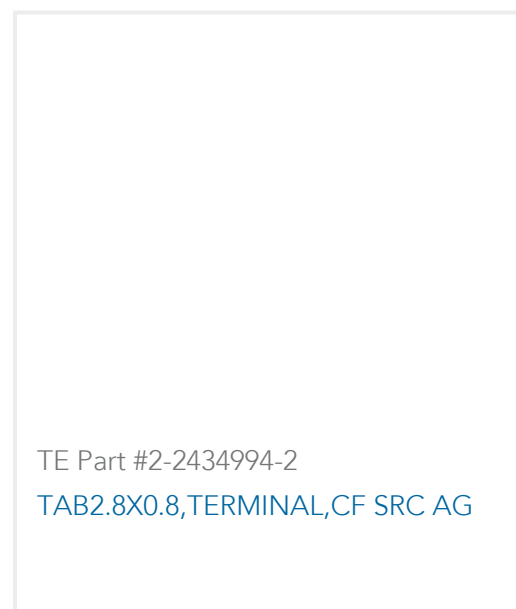 TE Part #2-2434994-2
TAB2.8X0.8,TERMINAL,CF SRC AG